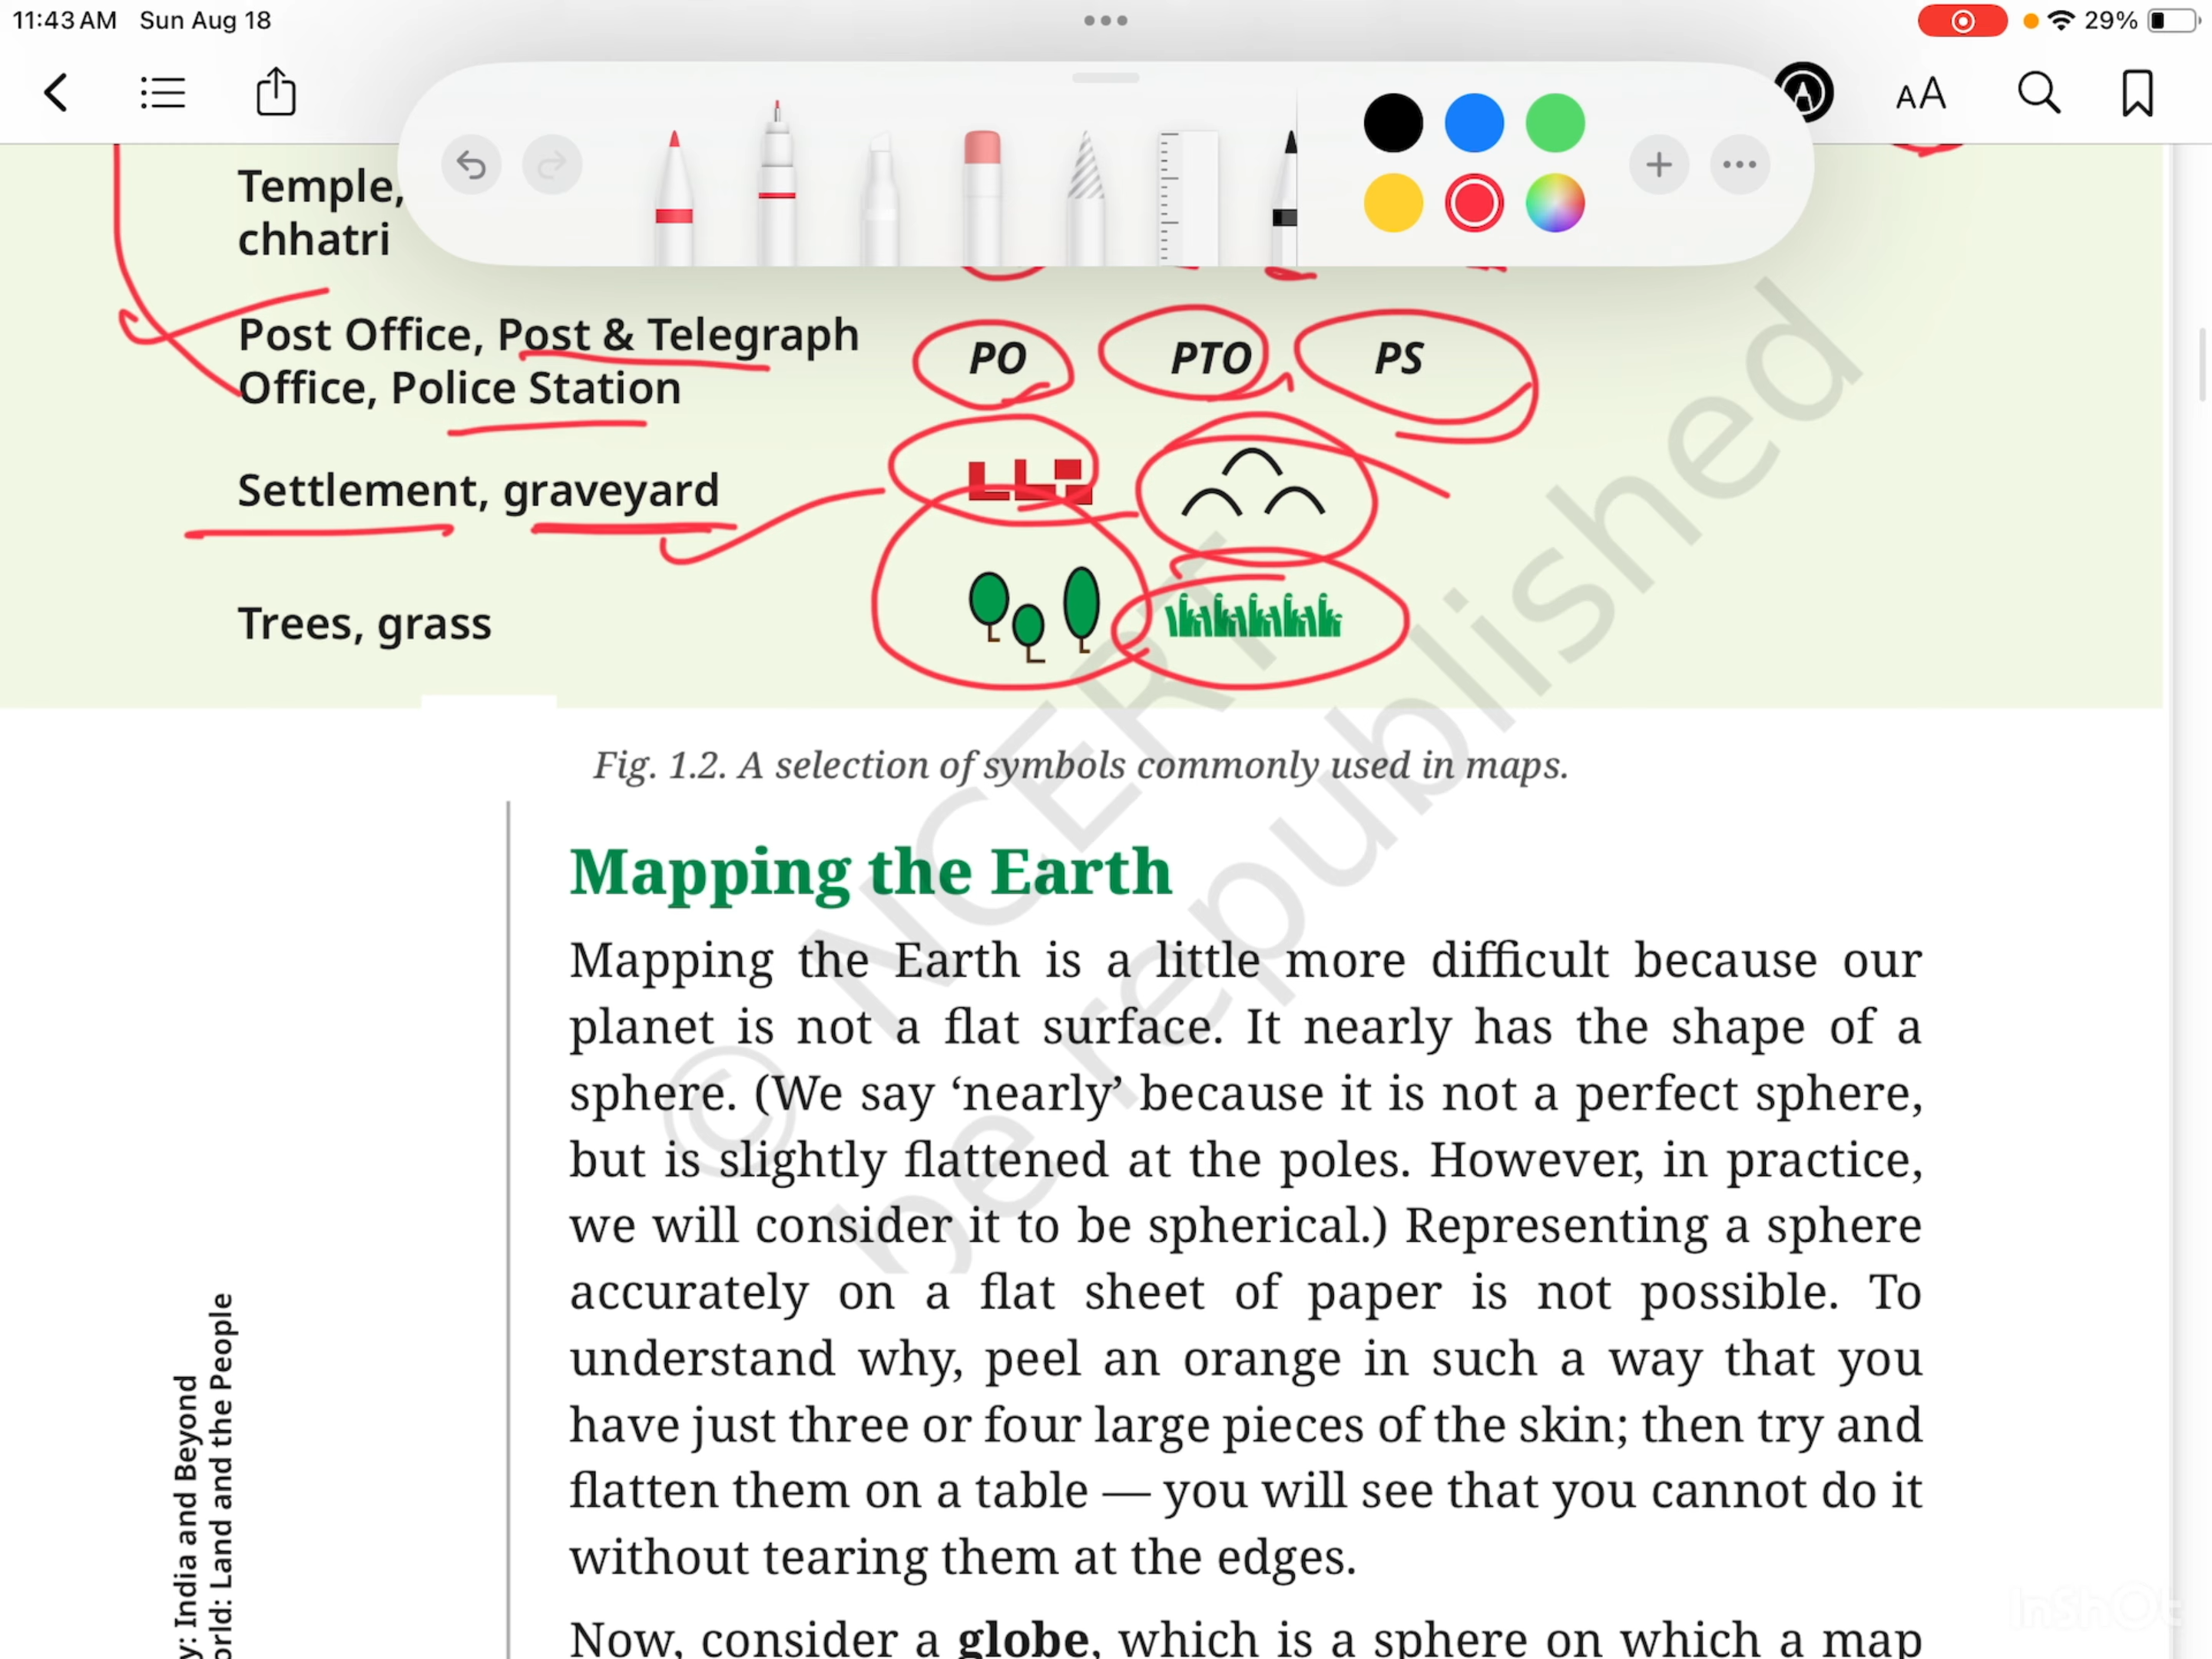 11:43 AM Sun Aug 18
29%
AA
Temple,
chhatri
Post Office, Post & Telegraph
Office, Police Station
PO PTO PS
Settlement, graveyard
Trees, grass
Fig. 1.2. A selection of symbols commonly used in maps.
Mapping the Earth
Mapping the Earth is a little more difficult because our
planet is not a flat surface. It nearly has the shape of a
sphere. (We say ‘nearly’ because it is not a perfect sphere,
but is slightly flattened at the poles. However, in practice,
we will consider it to be spherical.) Representing a sphere
accurately on a flat sheet of paper is not possible. To
understand why, peel an orange in such a way that you
have just three or four large pieces of the skin; then try and
flatten them on a table — you will see that you cannot do it
without tearing them at the edges.
Now, consider a globe, which is a sphere on which a map
y: India and Beyond
orld: Land and the People
© NCERT
be republished
InShOt